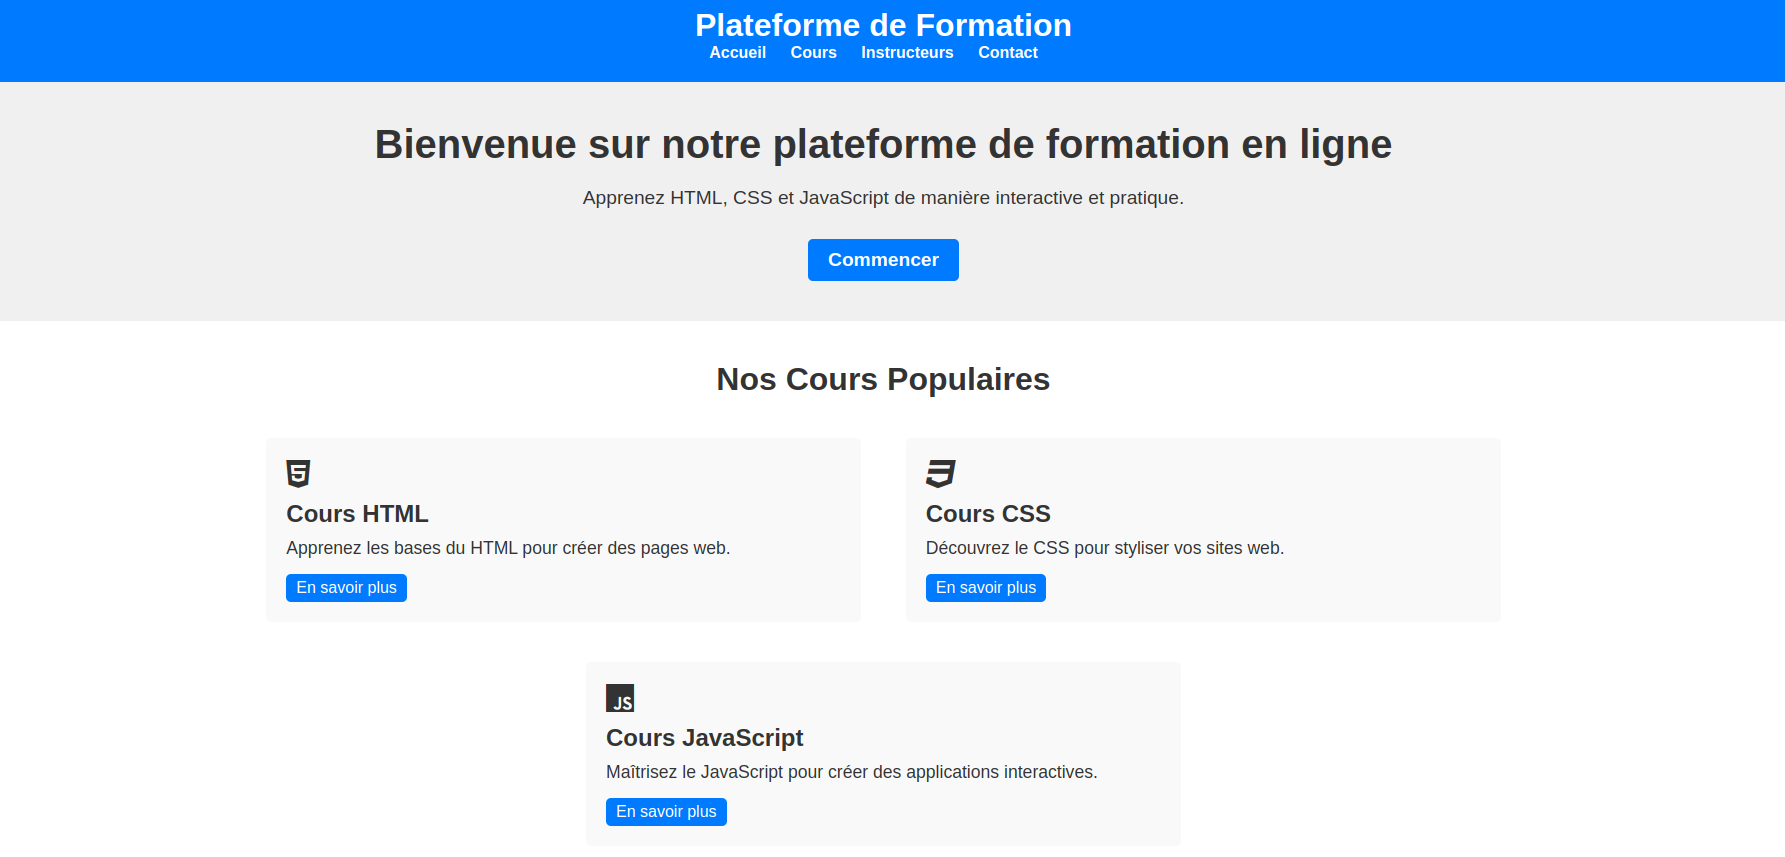 Plateforme de Formation
Accueil Cours Instructeurs Contact
Bienvenue sur notre plateforme de formation en ligne
Apprenez HTML, CSS et JavaScript de manière interactive et pratique.
Commencer
Nos Cours Populaires
5
Cours HTML
Apprenez les bases du HTML pour créer des pages web.
En savoir plus
3
Cours CSS
Découvrez le CSS pour styliser vos sites web.
En savoir plus
JS
Cours JavaScript
Maîtrisez le JavaScript pour créer des applications interactives.
En savoir plus